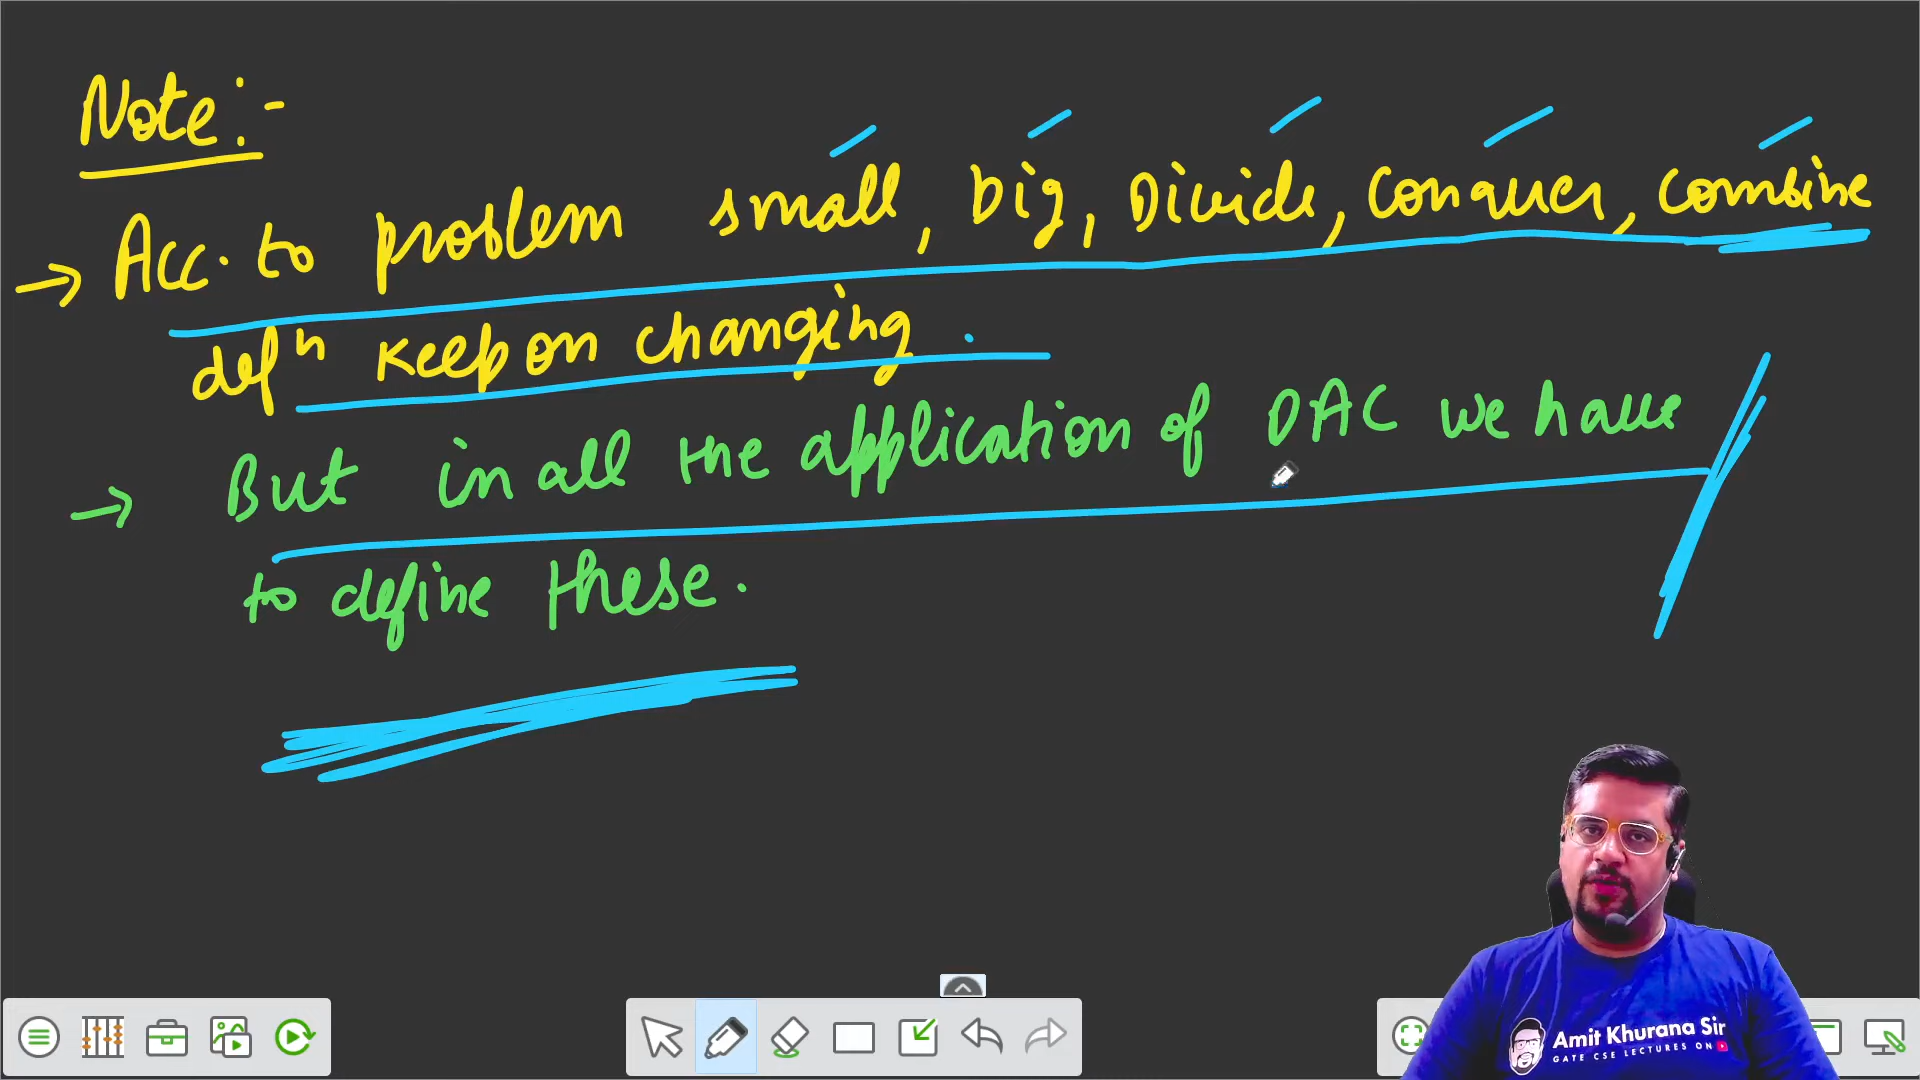 Note:-
→ Acc. to problem small, big, Divide, Conquer, Combine
defⁿ keep on changing.
→ But in all the application of DAC we have
to define these.
Amit Khurana Sir
GATE CSE LECTURES ON